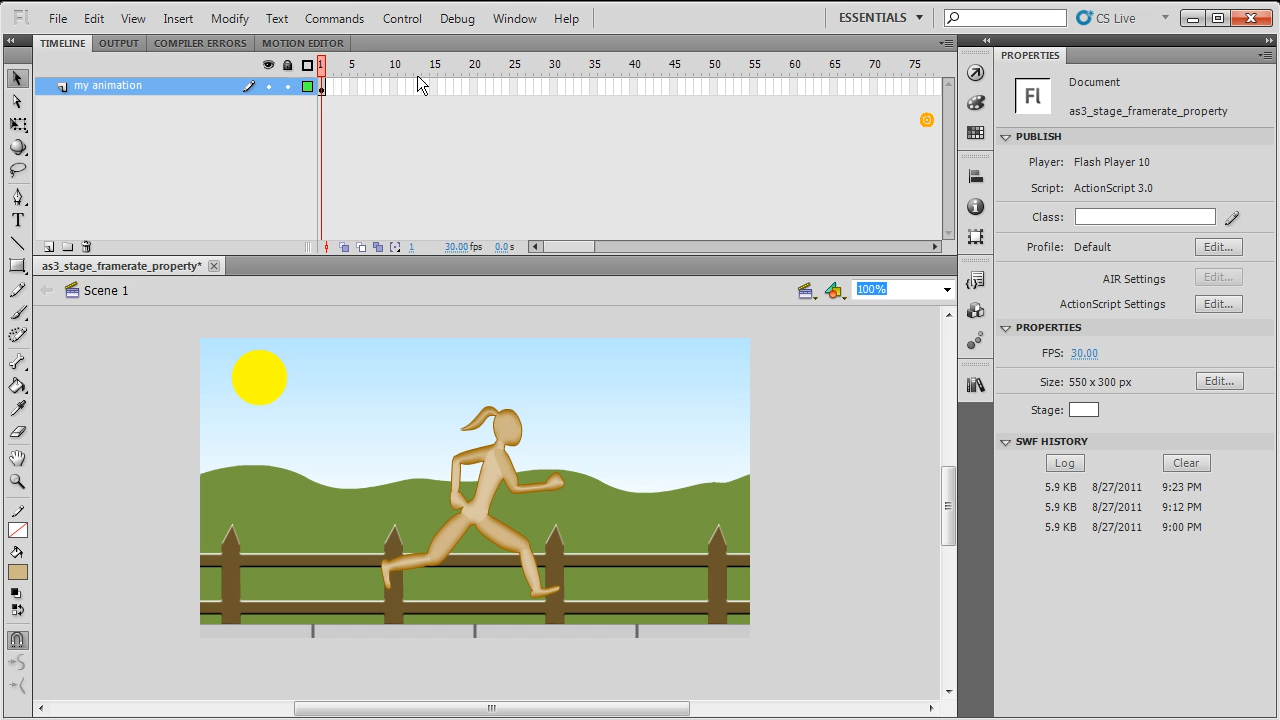 Fl File Edit View Insert Modify Text Commands Control Debug Window Help ESSENTIALS CS Live
TIMELINE OUTPUT COMPILER ERRORS MOTION EDITOR
1 5 10 15 20 25 30 35 40 45 50 55 60 65 70 75
my animation
1 30.00 fps 0.0 s
as3_stage_framerate_property*
Scene 1 100%
PROPERTIES
Fl
Document
as3_stage_framerate_property
PUBLISH
Player: Flash Player 10
Script: ActionScript 3.0
Class:
Profile: Default Edit...
AIR Settings Edit...
ActionScript Settings Edit...
PROPERTIES
FPS: 30.00
Size: 550 x 300 px Edit...
Stage:
SWF HISTORY
Log Clear
5.9 KB 8/27/2011 9:23 PM
5.9 KB 8/27/2011 9:12 PM
5.9 KB 8/27/2011 9:00 PM